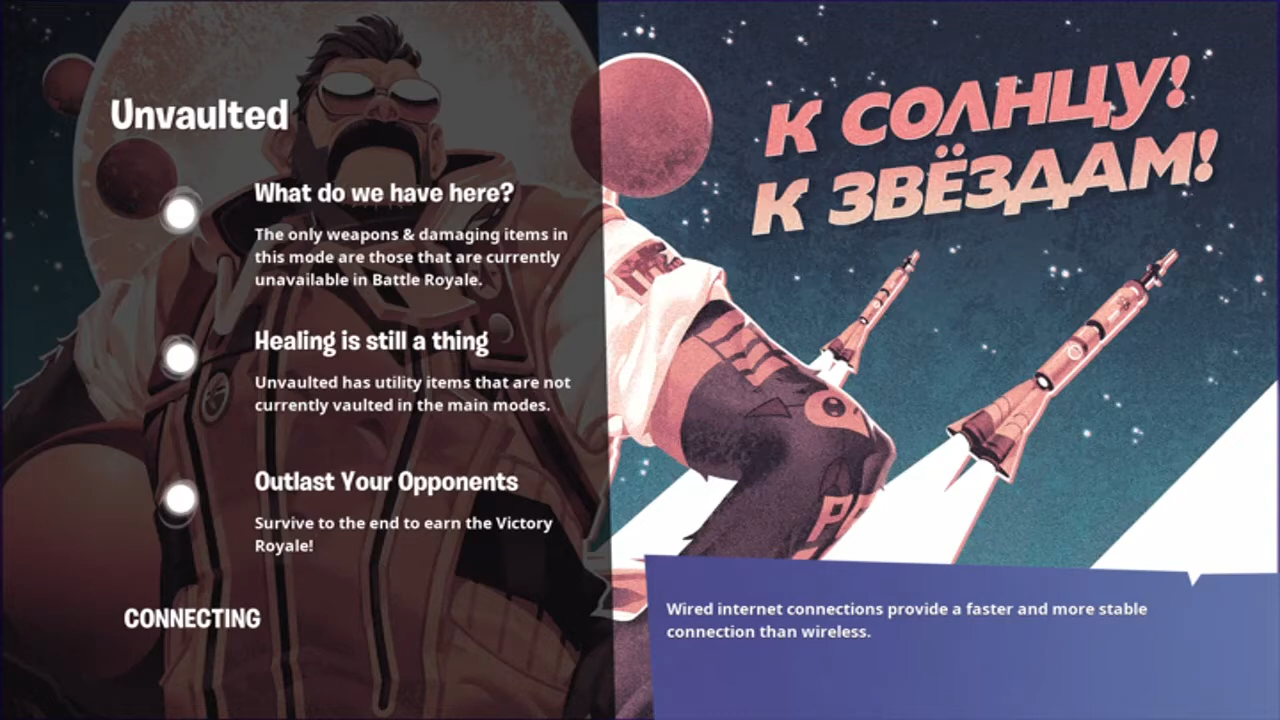 Unvaulted
What do we have here?
The only weapons & damaging items in
this mode are those that are currently
unavailable in Battle Royale.
Healing is still a thing
Unvaulted has utility items that are not
currently vaulted in the main modes.
Outlast Your Opponents
Survive to the end to earn the Victory
Royale!
CONNECTING
К СОЛНЦУ!
К ЗВЁЗДАМ!
Wired internet connections provide a faster and more stable
connection than wireless.